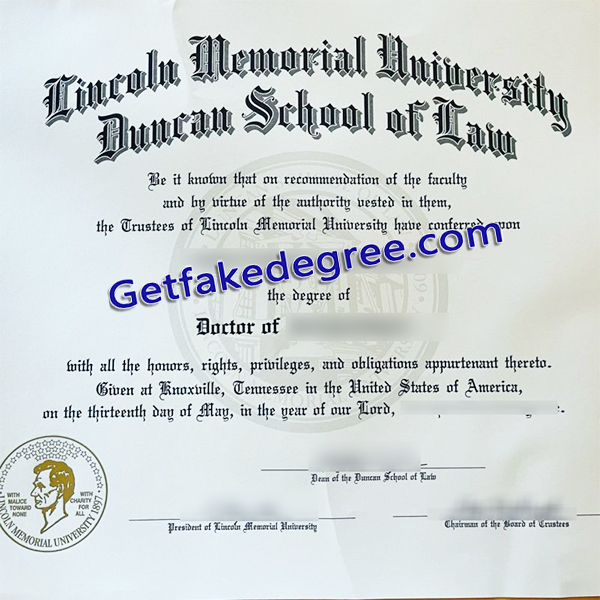 Lincoln Memorial University
Duncan School of Law
Be it known that on recommendation of the faculty
and by virtue of the authority vested in them,
the Trustees of Lincoln Memorial University have conferred upon
Getfakedegree.com
the degree of
Doctor of
with all the honors, rights, privileges, and obligations appurtenant thereto.
Given at Knoxville, Tennessee in the United States of America,
on the thirteenth day of May, in the year of our Lord,
Dean of the Duncan School of Law
WITH MALICE TOWARD NONE
WITH CHARITY FOR ALL
LINCOLN MEMORIAL UNIVERSITY 1897
President of Lincoln Memorial University
Chairman of the Board of Trustees